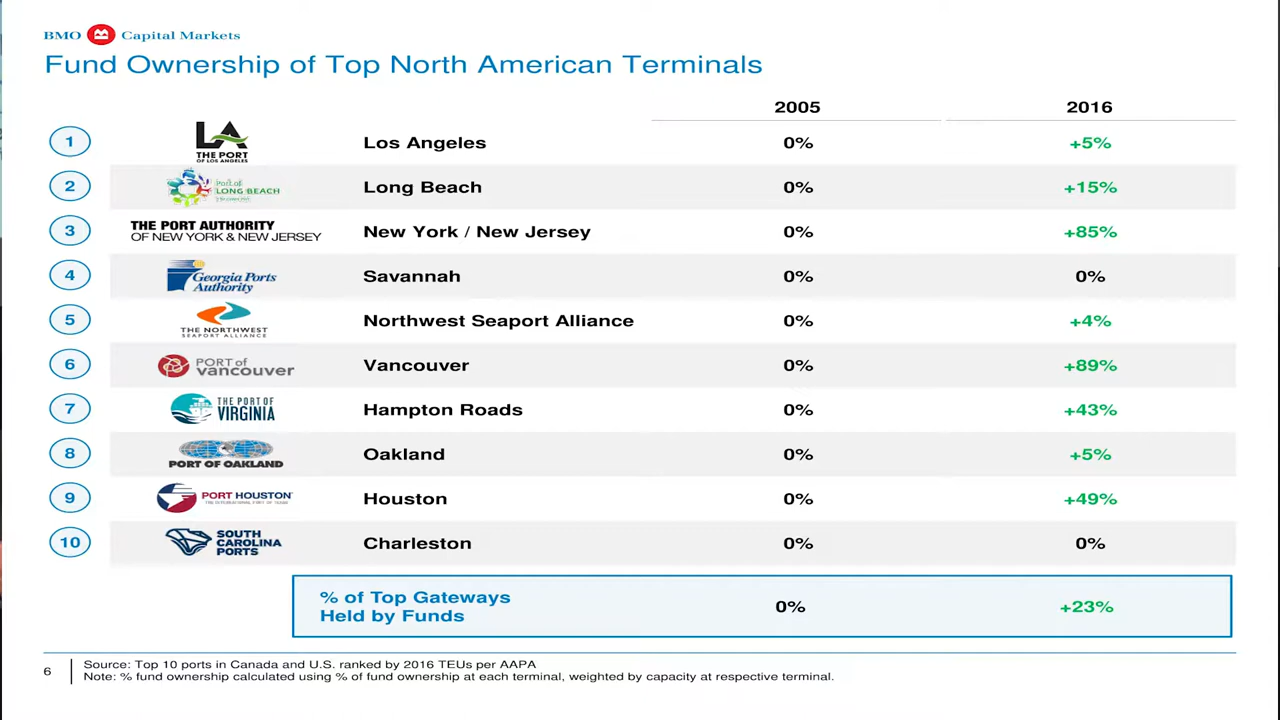 BMO Capital Markets
Fund Ownership of Top North American Terminals
2005 2016
1 LA THE PORT OF LOS ANGELES Los Angeles 0% +5%
2 Port of LONG BEACH Long Beach 0% +15%
3 THE PORT AUTHORITY OF NEW YORK & NEW JERSEY New York / New Jersey 0% +85%
4 Georgia Ports Authority Savannah 0% 0%
5 THE NORTHWEST SEAPORT ALLIANCE Northwest Seaport Alliance 0% +4%
6 PORT of vancouver Vancouver 0% +89%
7 THE PORT OF VIRGINIA Hampton Roads 0% +43%
8 PORT OF OAKLAND Oakland 0% +5%
9 PORT HOUSTON Houston 0% +49%
10 SOUTH CAROLINA PORTS Charleston 0% 0%
% of Top Gateways
Held by Funds 0% +23%
6
Source: Top 10 ports in Canada and U.S. ranked by 2016 TEUs per AAPA
Note: % fund ownership calculated using % of fund ownership at each terminal, weighted by capacity at respective terminal.